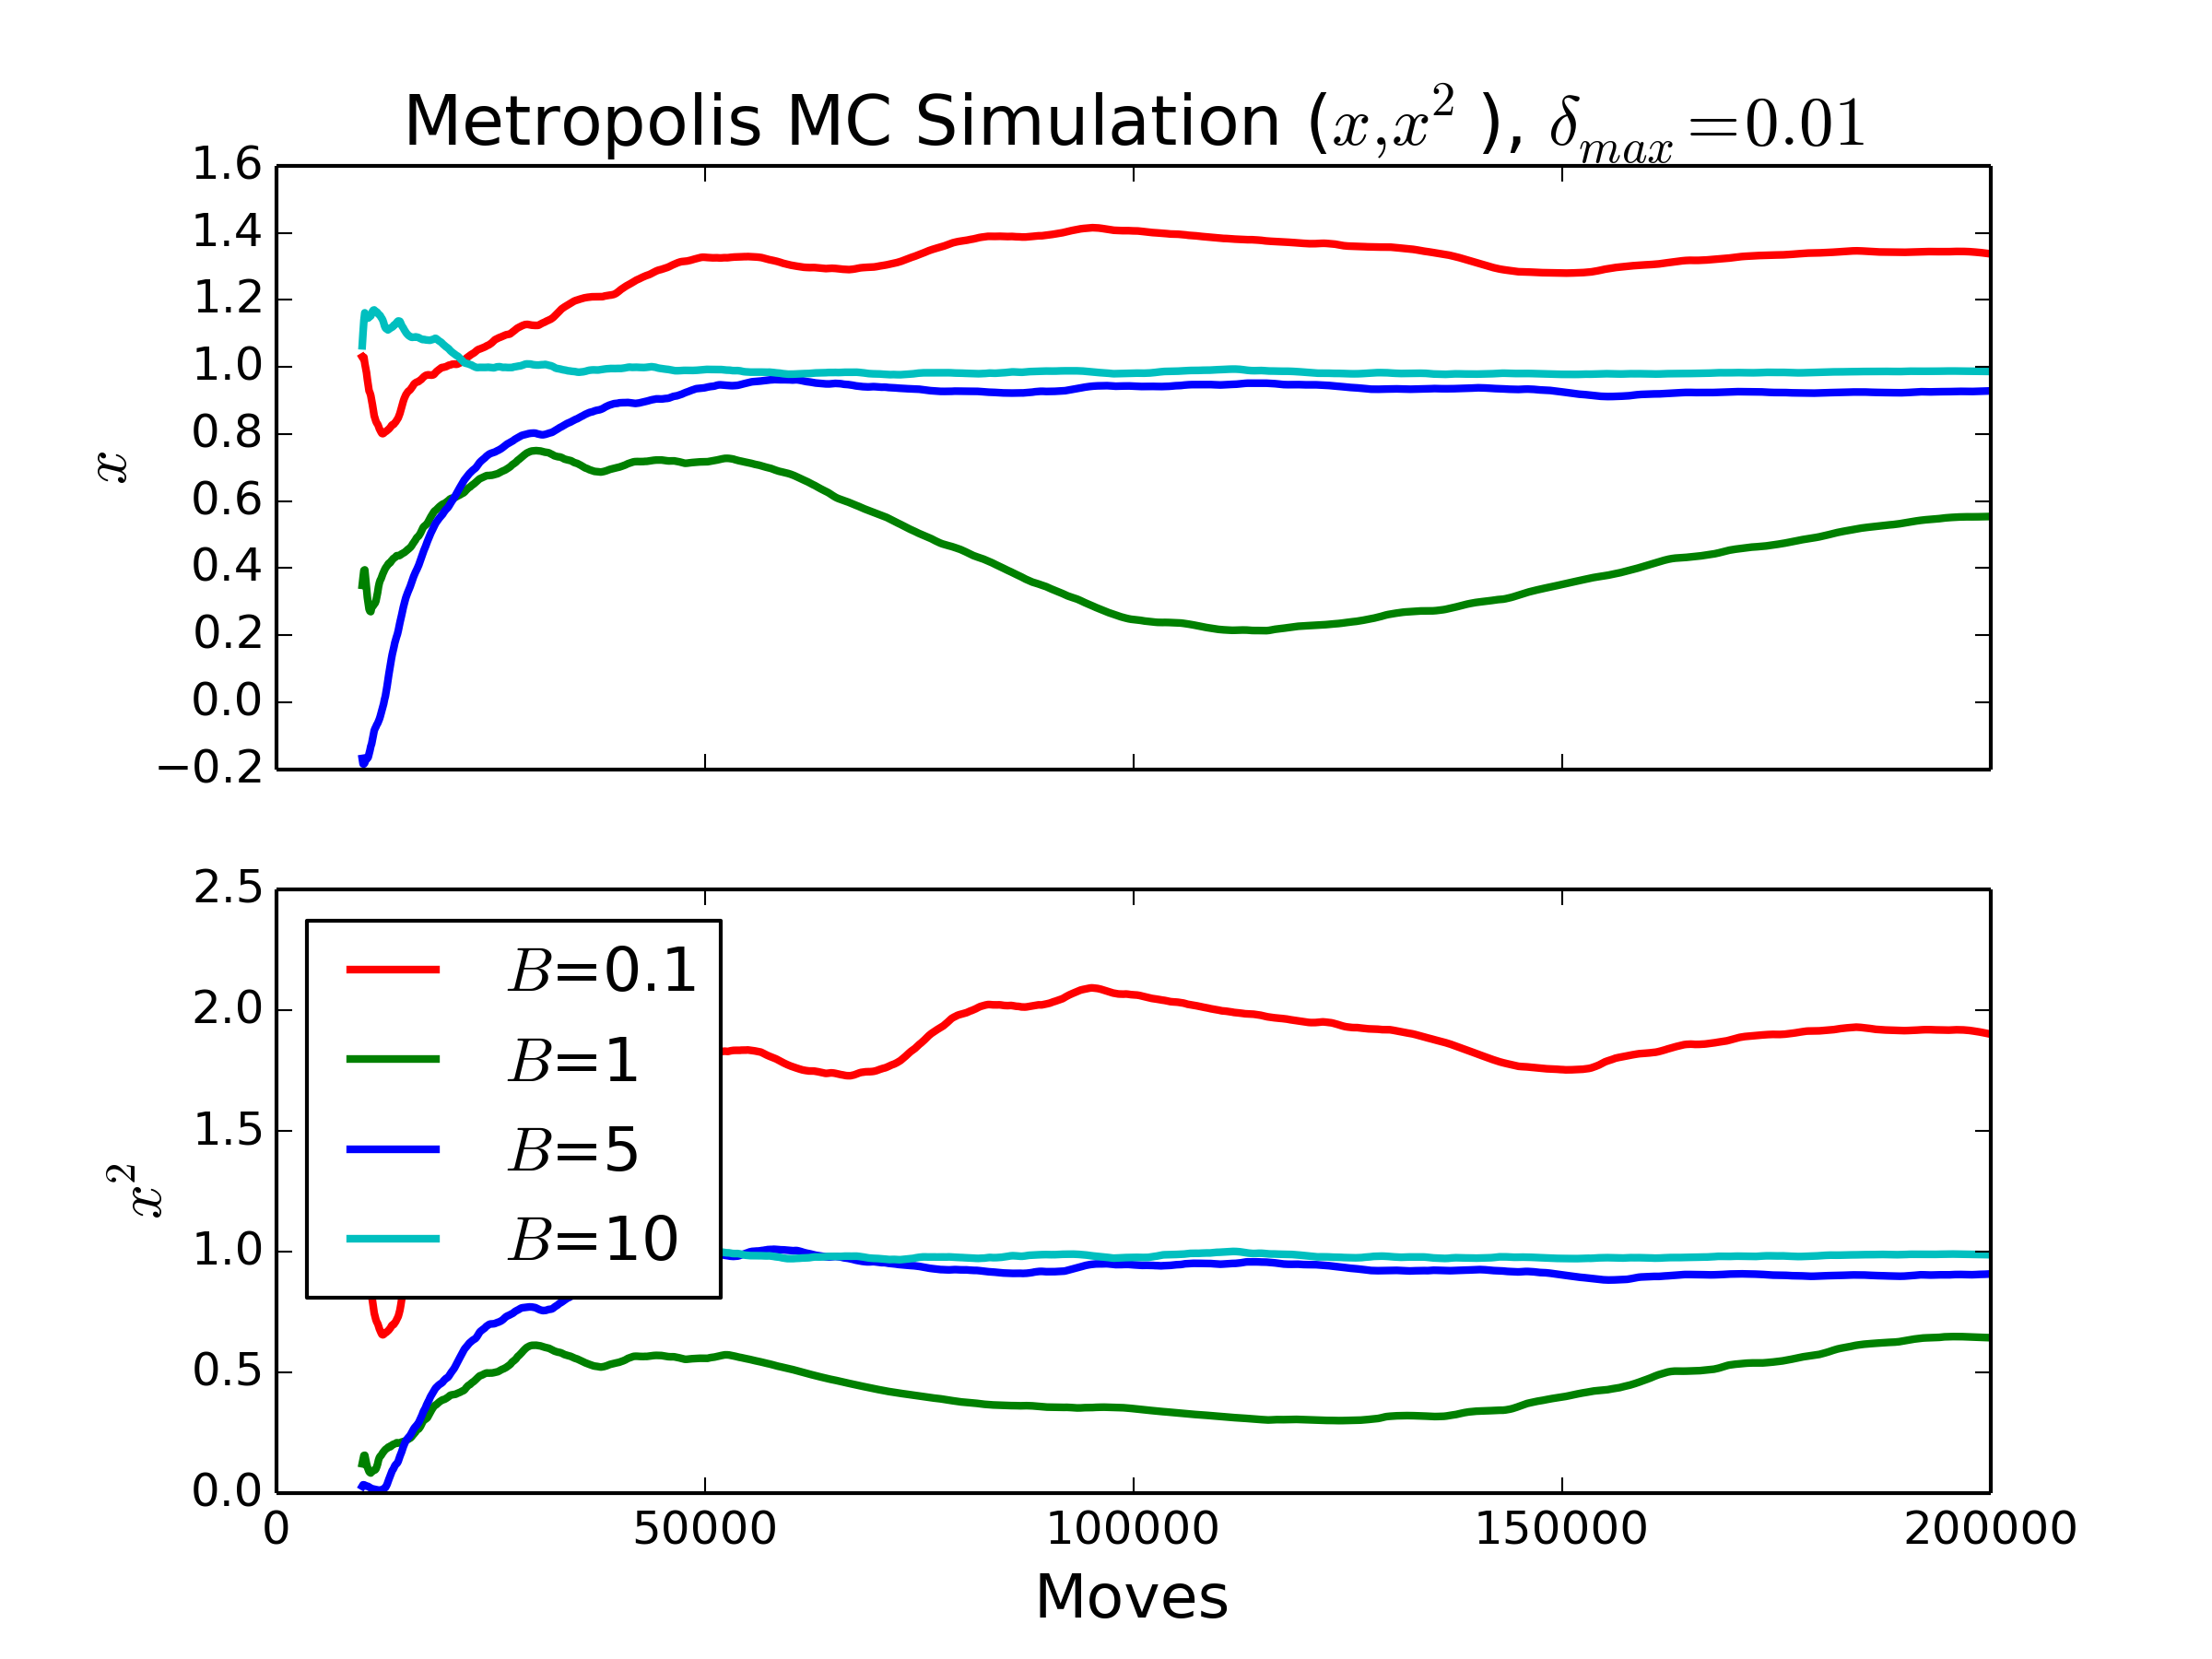 Metropolis MC Simulation (x,x²), δ_max=0.01
1.6
1.4
1.2
1.0
0.8
0.6
0.4
0.2
0.0
−0.2
x
2.5
2.0
1.5
1.0
0.5
0.0
x²
B=0.1
B=1
B=5
B=10
0 50000 100000 150000 200000
Moves